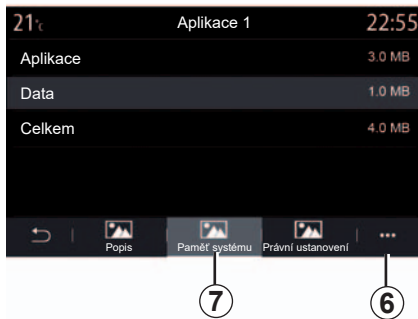 21°c Aplikace 1 22:55
Aplikace 3.0 MB
Data 1.0 MB
Celkem 4.0 MB
Popis Paměť systému Právní ustanovení ...
7 6